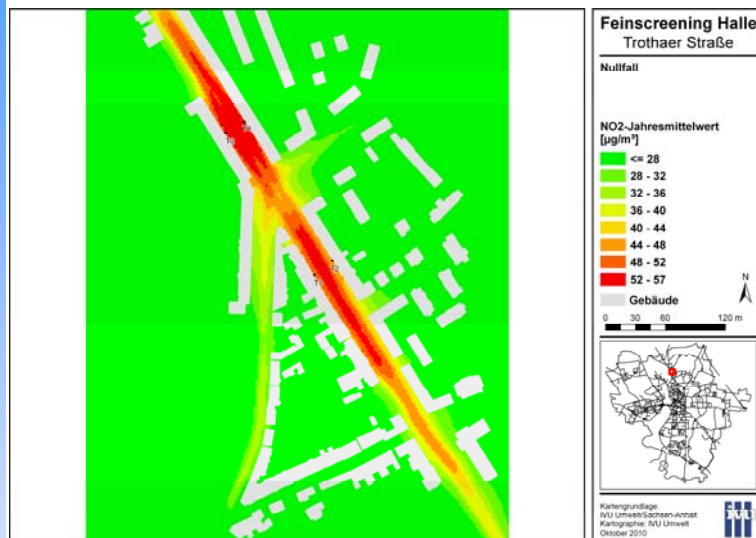 Feinscreening Halle
Trothaer Straße
Nullfall
NO2-Jahresmittelwert
[µg/m³]
<= 28
28 - 32
32 - 36
36 - 40
40 - 44
44 - 48
48 - 52
52 - 57
Gebäude
N
0 30 60 120 m
T2
Kartengrundlage:
IVU Umwelt/Sachsen-Anhalt
Kartographie: IVU Umwelt
Oktober 2010
IVU